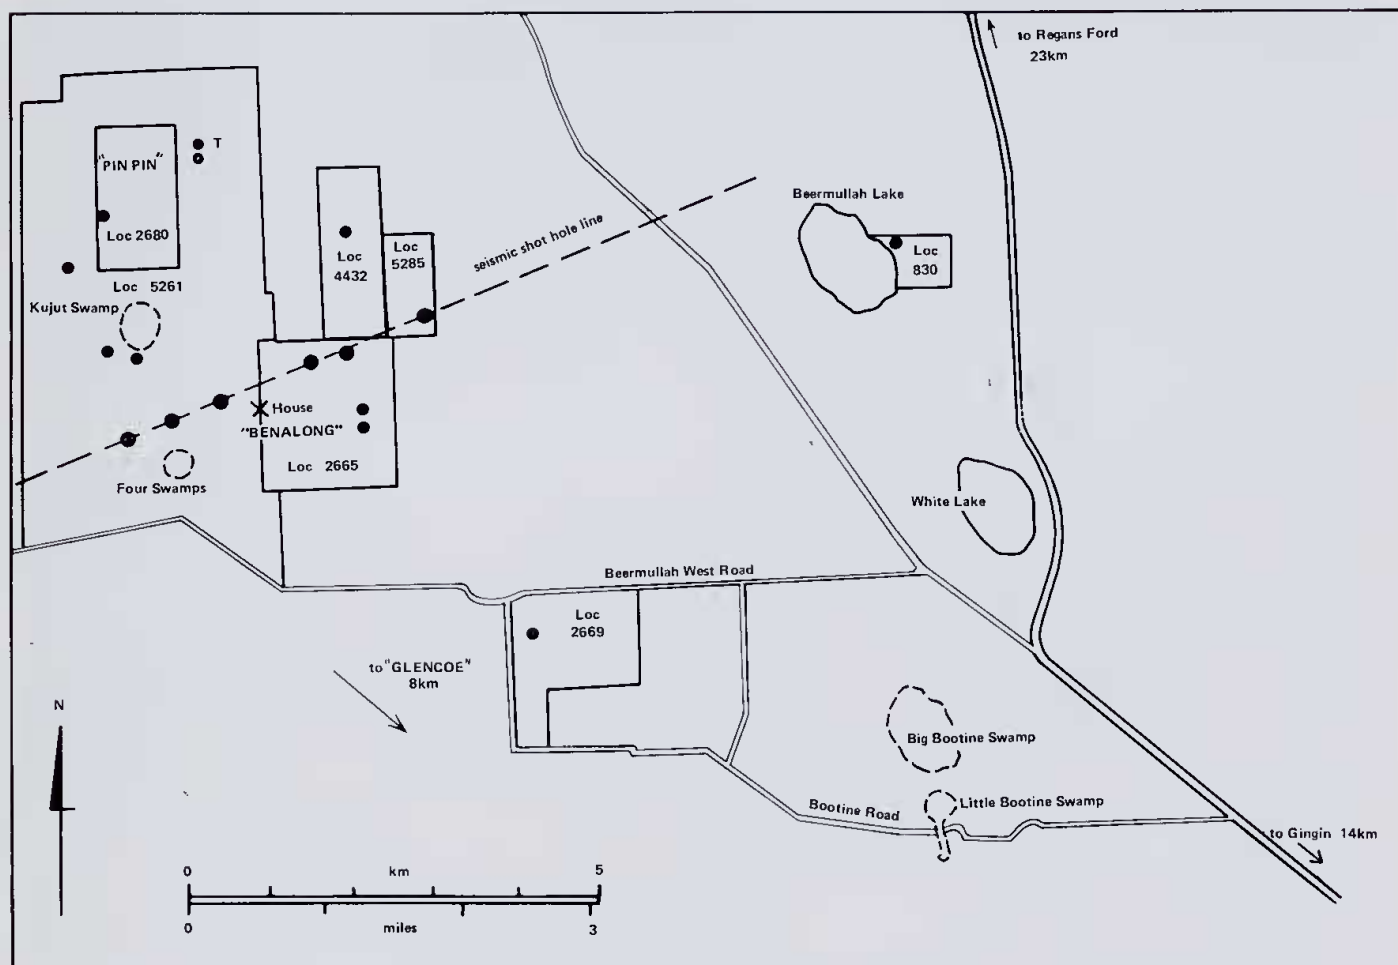 to Regans Ford
23km
T
"PIN PIN"
Loc 2680
Loc 5261
Kujut Swamp
Loc
4432
Loc
5285
seismic shot hole line
Beermullah Lake
Loc
830
House
"BENALONG"
Loc 2665
Four Swamps
White Lake
Beermullah West Road
Loc
2669
to "GLENCOE"
8km
N
Big Bootine Swamp
Little Bootine Swamp
Bootine Road
to Gingin 14km
0 km 5
0 miles 3